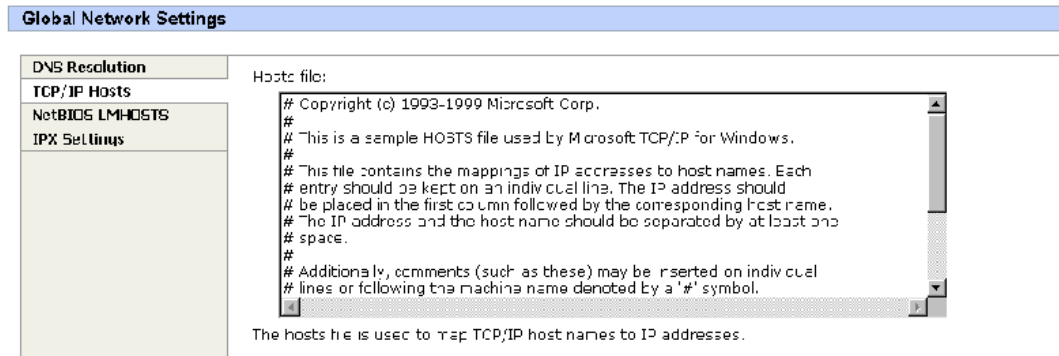 Global Network Settings
DNS Resolution
TCP/IP Hosts
NetBIOS LMHOSTS
IPX Settings
Hosts file:
# Copyright (c) 1993-1999 Microsoft Corp.
#
# This is a sample HOSTS file used by Microsoft TCP/IP for Windows.
#
# This file contains the mappings of IP addresses to host names. Each
# entry should be kept on an individual line. The IP address should
# be placed in the first column followed by the corresponding host name.
# The IP address and the host name should be separated by at least one
# space.
#
# Additionally, comments (such as these) may be inserted on individual
# lines or following the machine name denoted by a '#' symbol.
The hosts file is used to map TCP/IP host names to IP addresses.